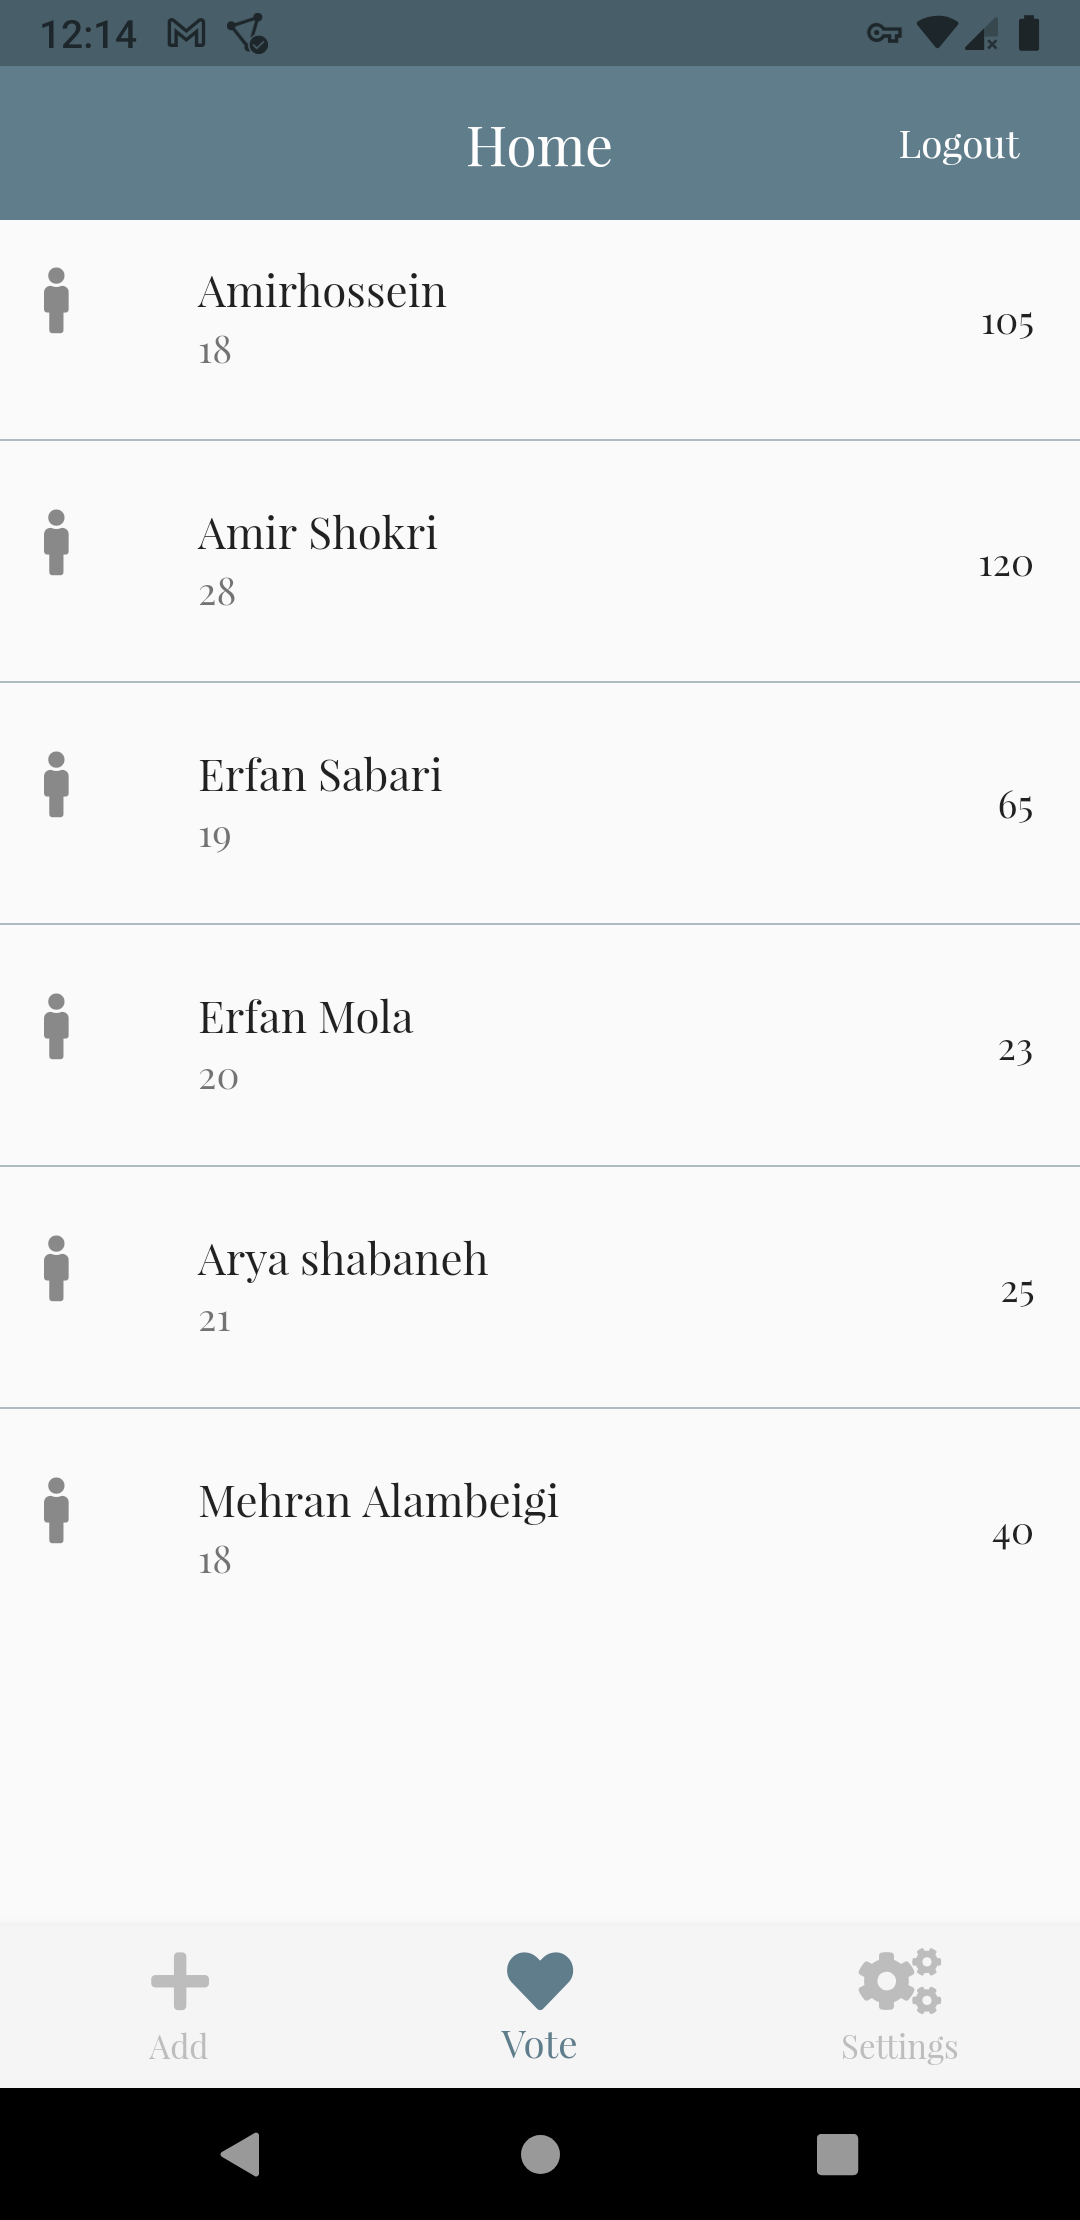 12:14
Home
Logout
Amirhossein
18
105
Amir Shokri
28
120
Erfan Sabari
19
65
Erfan Mola
20
23
Arya shabaneh
21
25
Mehran Alambeigi
18
40
Add
Vote
Settings